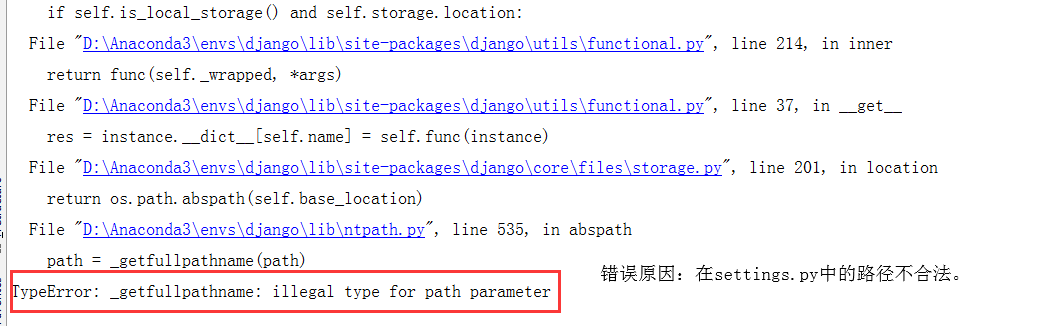 if self.is_local_storage() and self.storage.location:
File "D:\Anaconda3\envs\django\lib\site-packages\django\utils\functional.py", line 214, in inner
return func(self._wrapped, *args)
File "D:\Anaconda3\envs\django\lib\site-packages\django\utils\functional.py", line 37, in __get__
res = instance.__dict__[self.name] = self.func(instance)
File "D:\Anaconda3\envs\django\lib\site-packages\django\core\files\storage.py", line 201, in location
return os.path.abspath(self.base_location)
File "D:\Anaconda3\envs\django\lib\ntpath.py", line 535, in abspath
path = _getfullpathname(path)
错误原因：在settings.py中的路径不合法。
TypeError: _getfullpathname: illegal type for path parameter